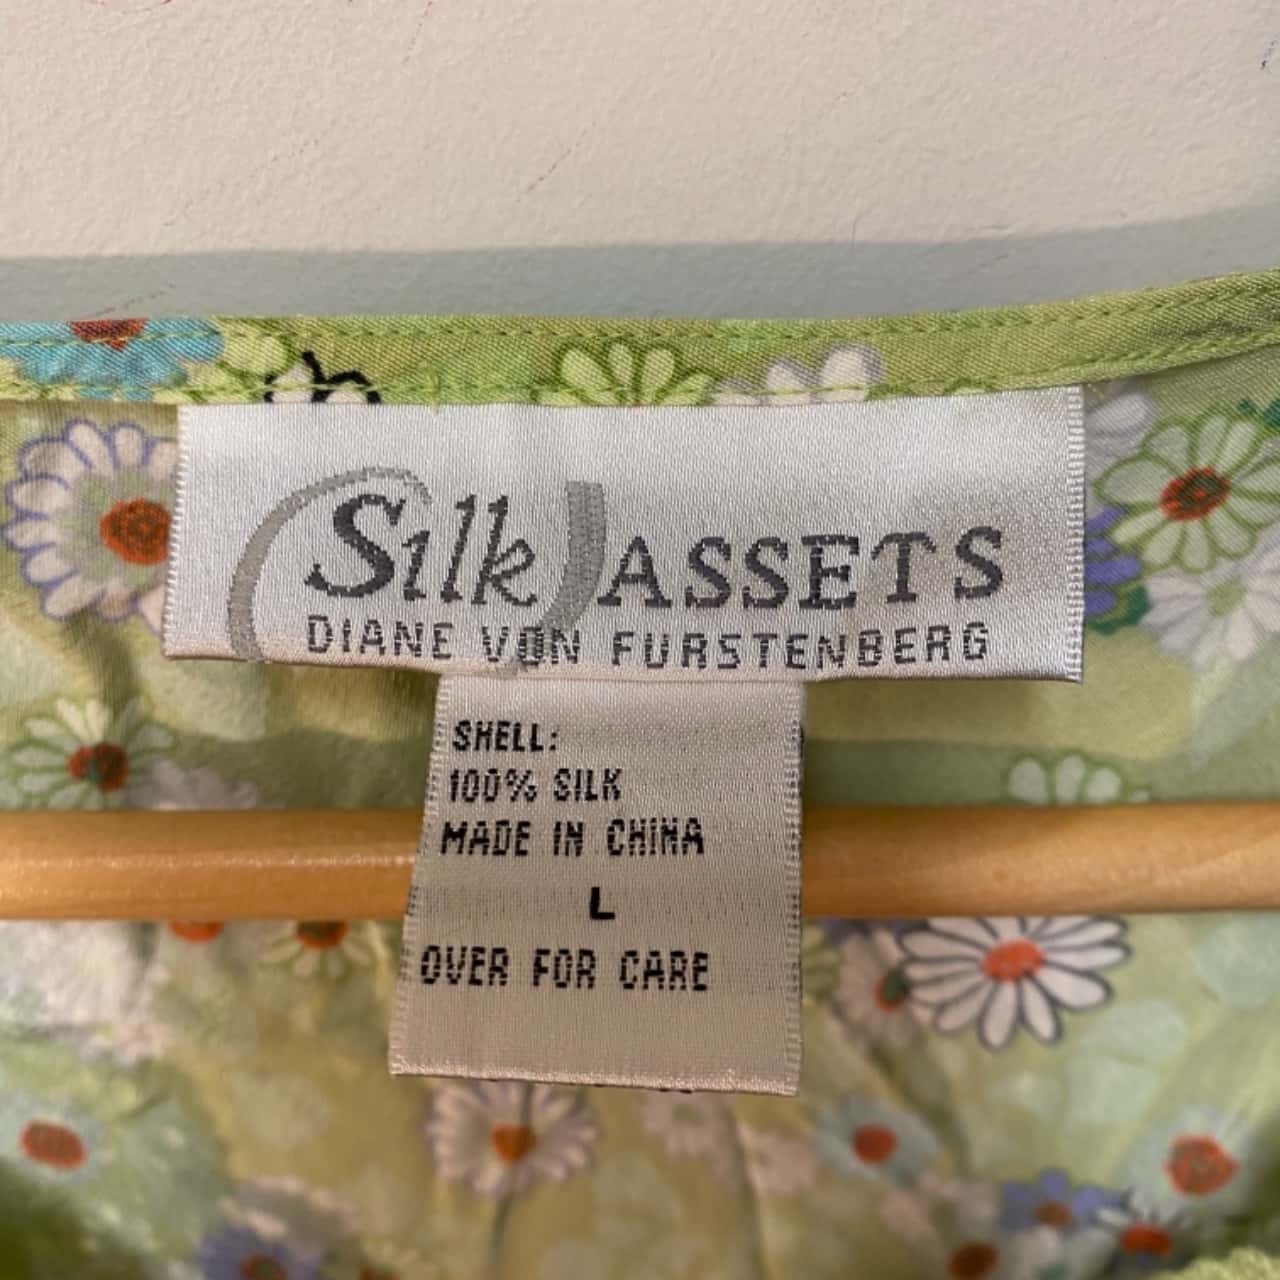 Silk ASSETS
DIANE VON FURSTENBERG
SHELL:
100% SILK
MADE IN CHINA
L
OVER FOR CARE